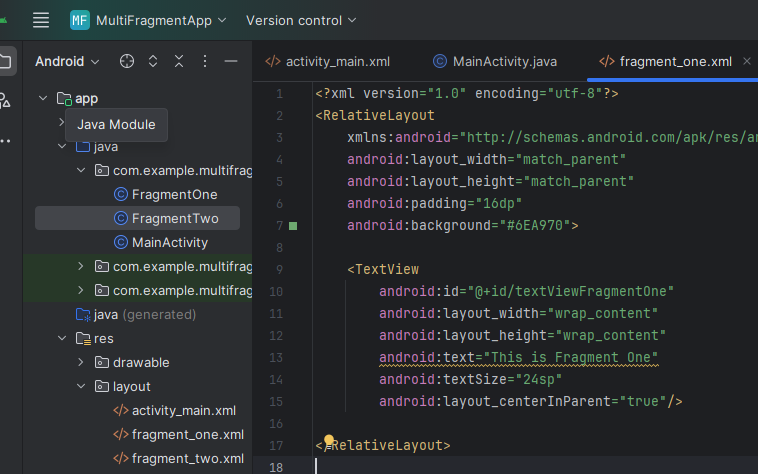 MF MultiFragmentApp Version control
Android
activity_main.xml MainActivity.java fragment_one.xml
app
Java Module
java
com.example.multifrag
FragmentOne
FragmentTwo
MainActivity
com.example.multifrag
com.example.multifrag
java (generated)
res
drawable
layout
activity_main.xml
fragment_one.xml
fragment_two.xml
1 <?xml version="1.0" encoding="utf-8"?>
2 <RelativeLayout
3 xmlns:android="http://schemas.android.com/apk/res/an
4 android:layout_width="match_parent"
5 android:layout_height="match_parent"
6 android:padding="16dp"
7 android:background="#6EA970">
8
9 <TextView
10 android:id="@+id/textViewFragmentOne"
11 android:layout_width="wrap_content"
12 android:layout_height="wrap_content"
13 android:text="This is Fragment One"
14 android:textSize="24sp"
15 android:layout_centerInParent="true"/>
16
17 </RelativeLayout>
18